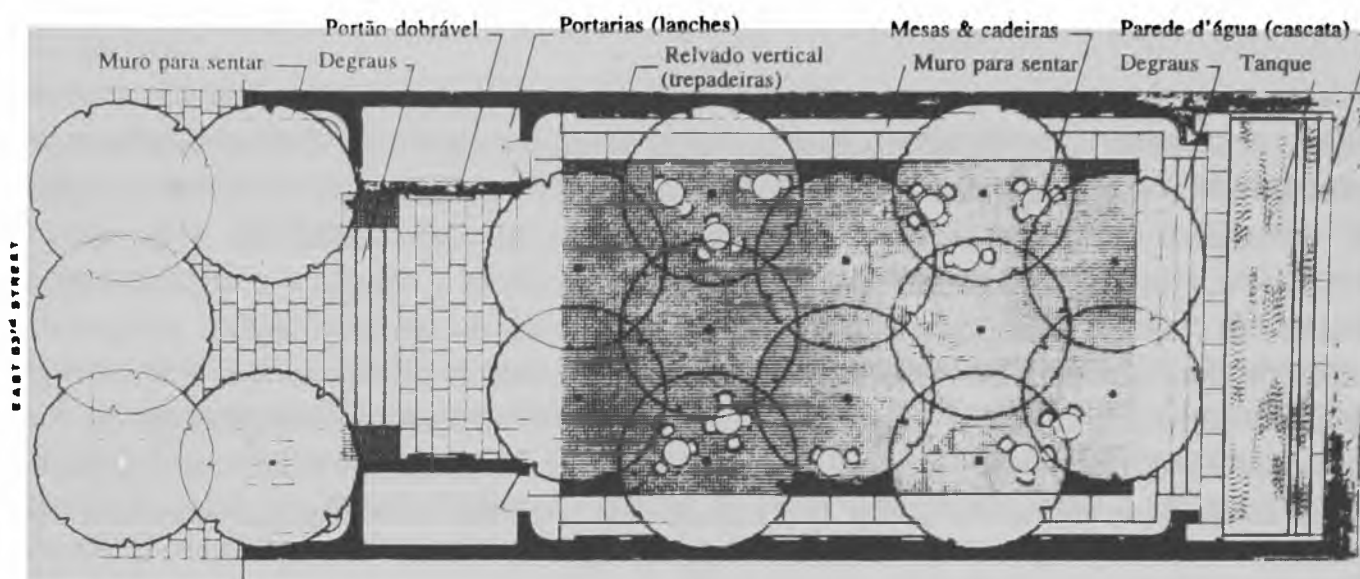 Portão dobrável
Portarias (lanches)
Mesas & cadeiras
Parede d'água (cascata)
Muro para sentar
Degraus
Relvado vertical
(trepadeiras)
Muro para sentar
Degraus
Tanque
EAST 53rd STREET